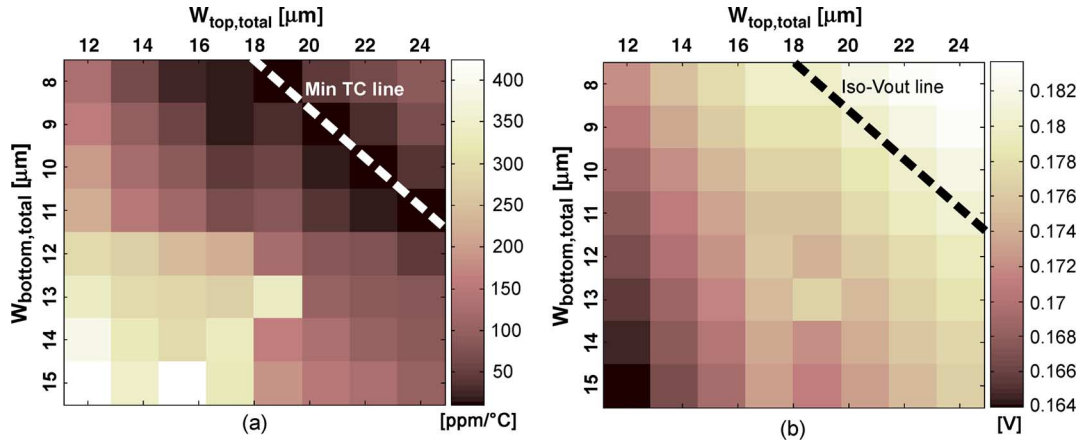 W_top,total [μm]
12 14 16 18 20 22 24
W_bottom,total [μm]
8
9
10
11
12
13
14
15
Min TC line
400
350
300
250
200
150
100
50
[ppm/°C]
(a)
W_top,total [μm]
12 14 16 18 20 22 24
W_bottom,total [μm]
8
9
10
11
12
13
14
15
Iso-Vout line
0.182
0.18
0.178
0.176
0.174
0.172
0.17
0.168
0.166
0.164
[V]
(b)